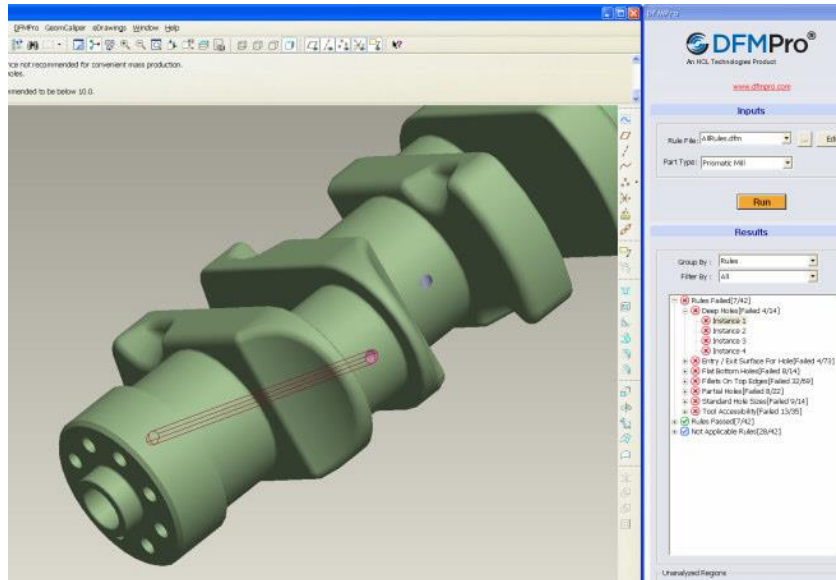 DFMPro GeomCaliper eDrawings Window Help
nce not recommended for convenient mass production.
oles.
mmended to be below 10.0.
DFMPro
DFMPro®
An HCL Technologies Product
www.dfmpro.com
Inputs
Rule File: AllRules.dfm ... Edi
Part Type: Prismatic Mill
Run
Results
Group By : Rules
Filter By : All
Rules Failed[7/42]
Deep Holes[Failed 4/14]
Instance 1
Instance 2
Instance 3
Instance 4
Entry / Exit Surface For Hole[Failed 4/73]
Flat Bottom Holes[Failed 8/14]
Fillets On Top Edges[Failed 32/69]
Partial Holes[Failed 8/22]
Standard Hole Sizes[Failed 9/14]
Tool Accessibility[Failed 13/35]
Rules Passed[7/42]
Not Applicable Rules[28/42]
Unanalyzed Regions